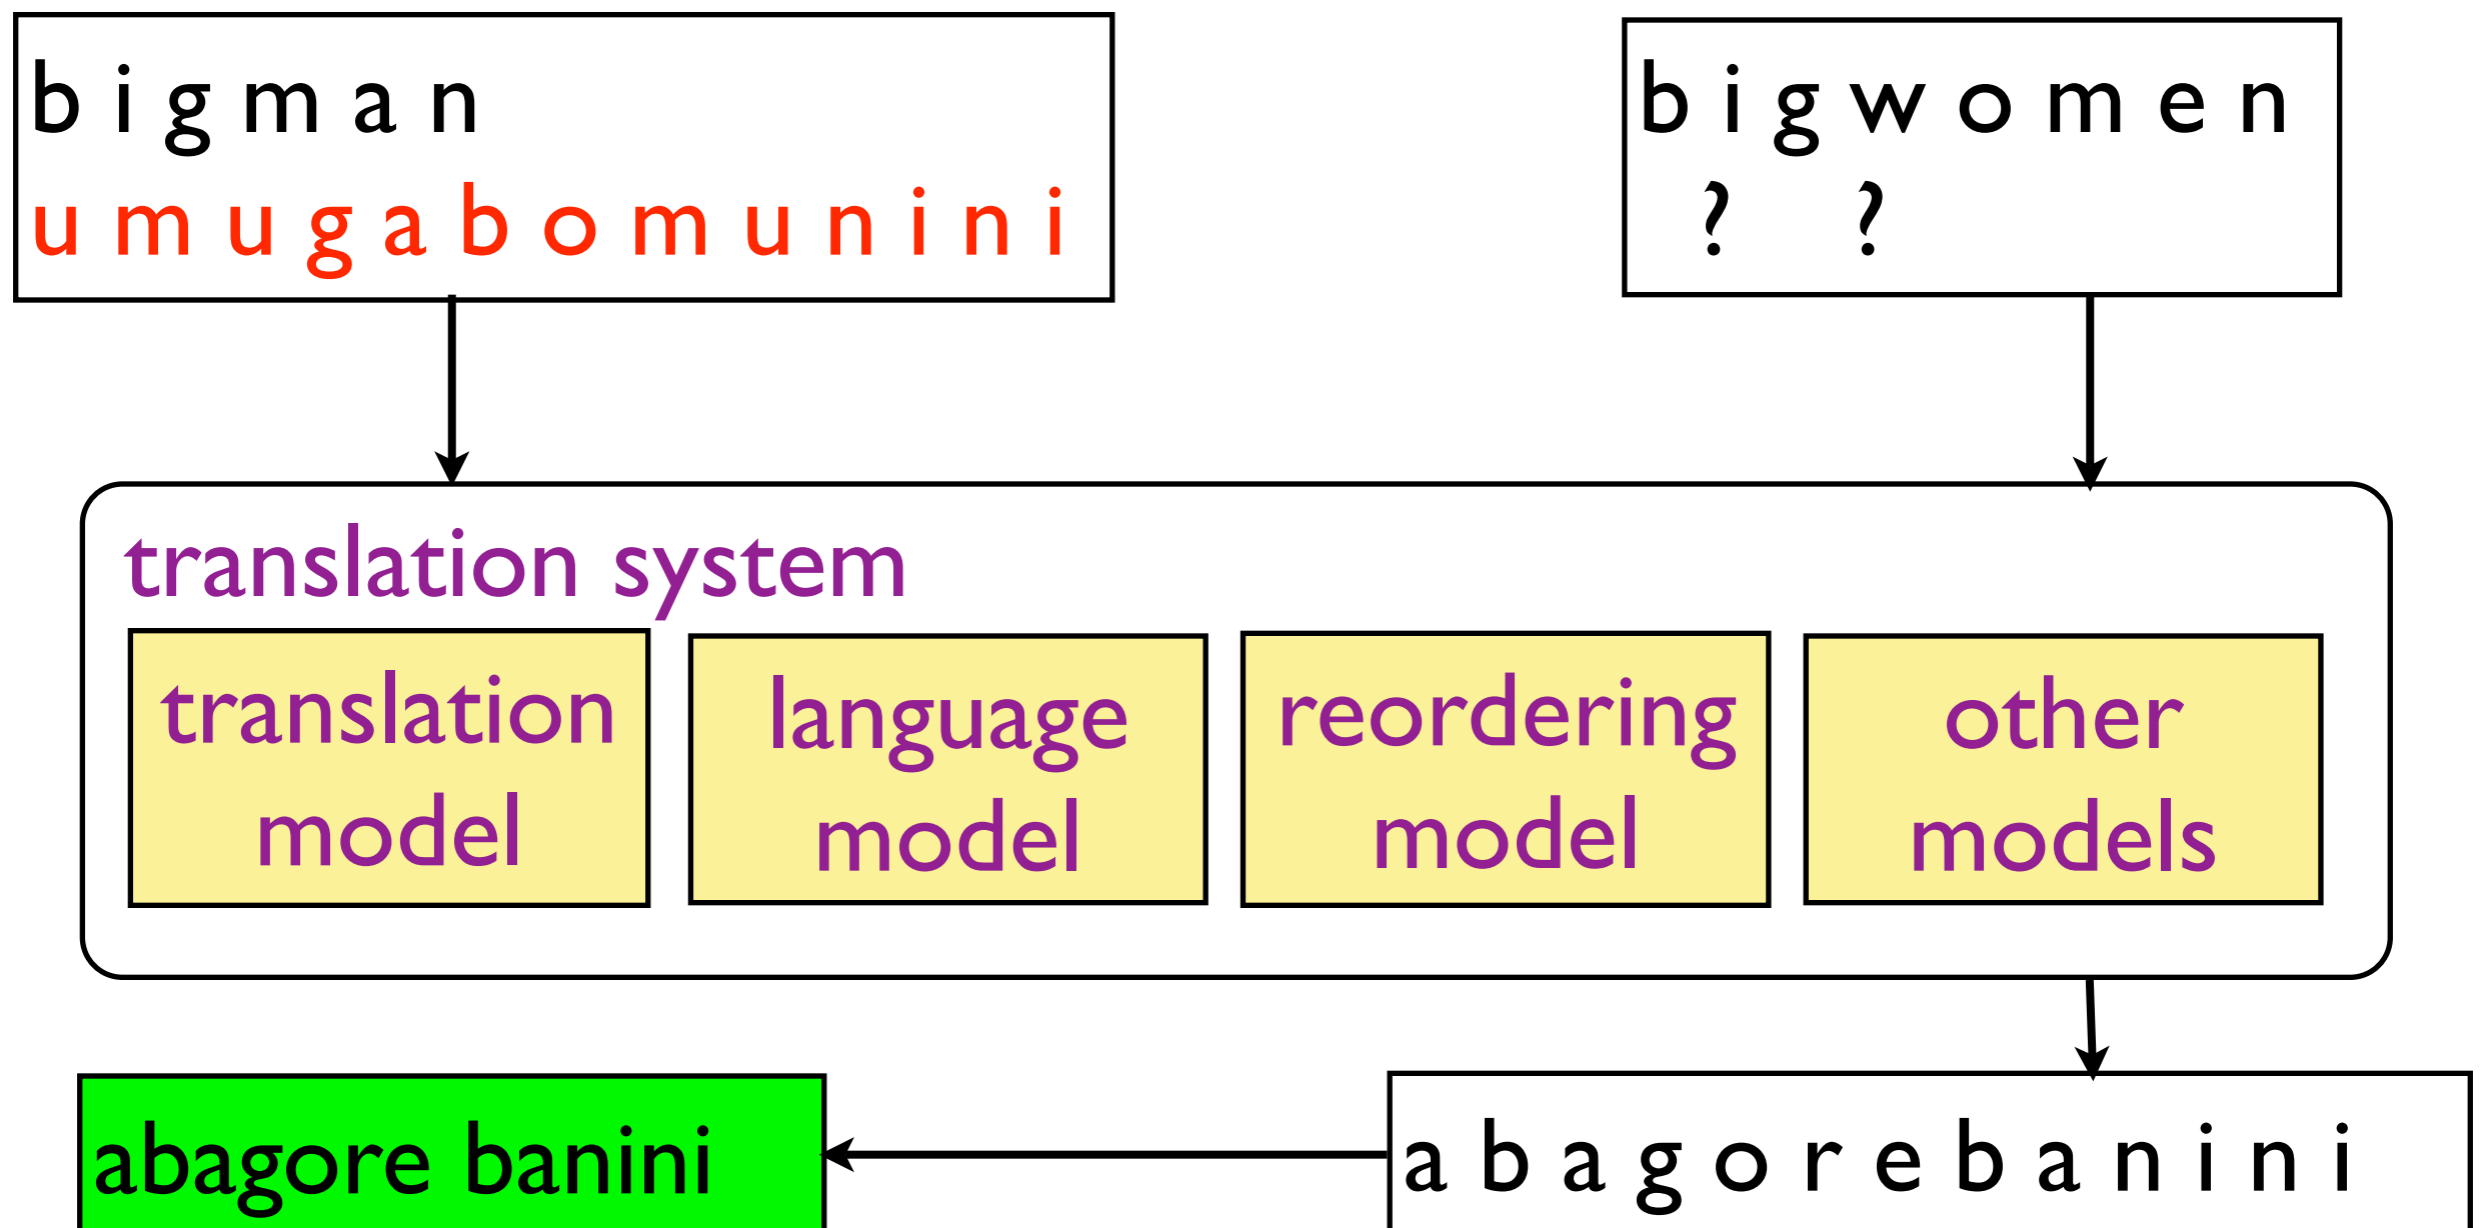 b i g m a n
u m u g a b o m u n i n i
b i g w o m e n
? ?
translation system
translation
model
language
model
reordering
model
other
models
abagore banini
a b a g o r e b a n i n i